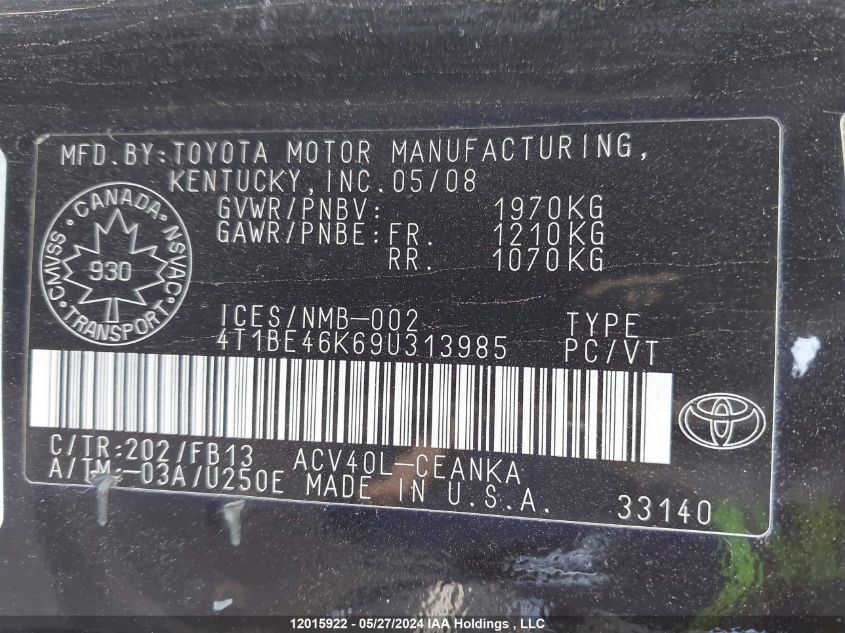 MFD.BY:TOYOTA MOTOR MANUFACTURING,
KENTUCKY,INC.05/08
GVWR/PNBV: 1970KG
GAWR/PNBE:FR. 1210KG
RR. 1070KG
CANADA
CMVSS NSVAC
930
TRANSPORT
ICES/NMB-002 TYPE
4T1BE46K69U313985 PC/VT
C/TR:202/FB13 ACV40L-CEANKA
A/TM:-03A/U250E MADE IN U.S.A. 33140
12015922 - 05/27/2024 IAA Holdings, LLC